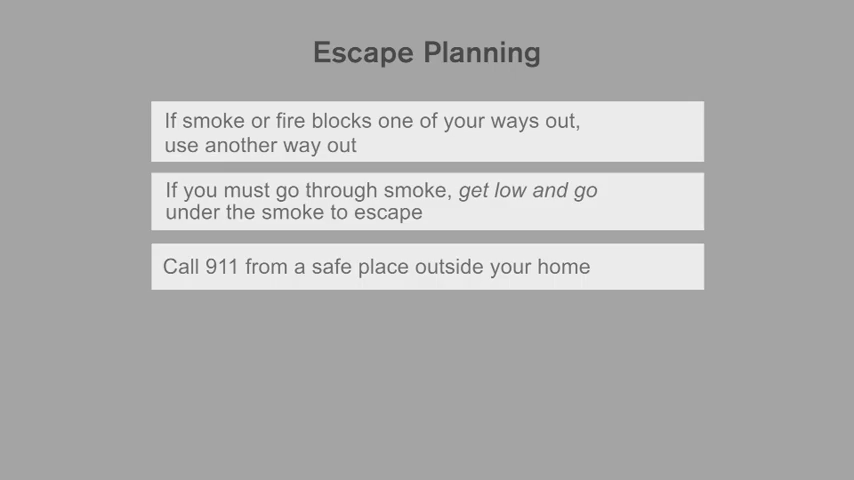 Escape Planning
If smoke or fire blocks one of your ways out,
use another way out
If you must go through smoke, get low and go
under the smoke to escape
Call 911 from a safe place outside your home